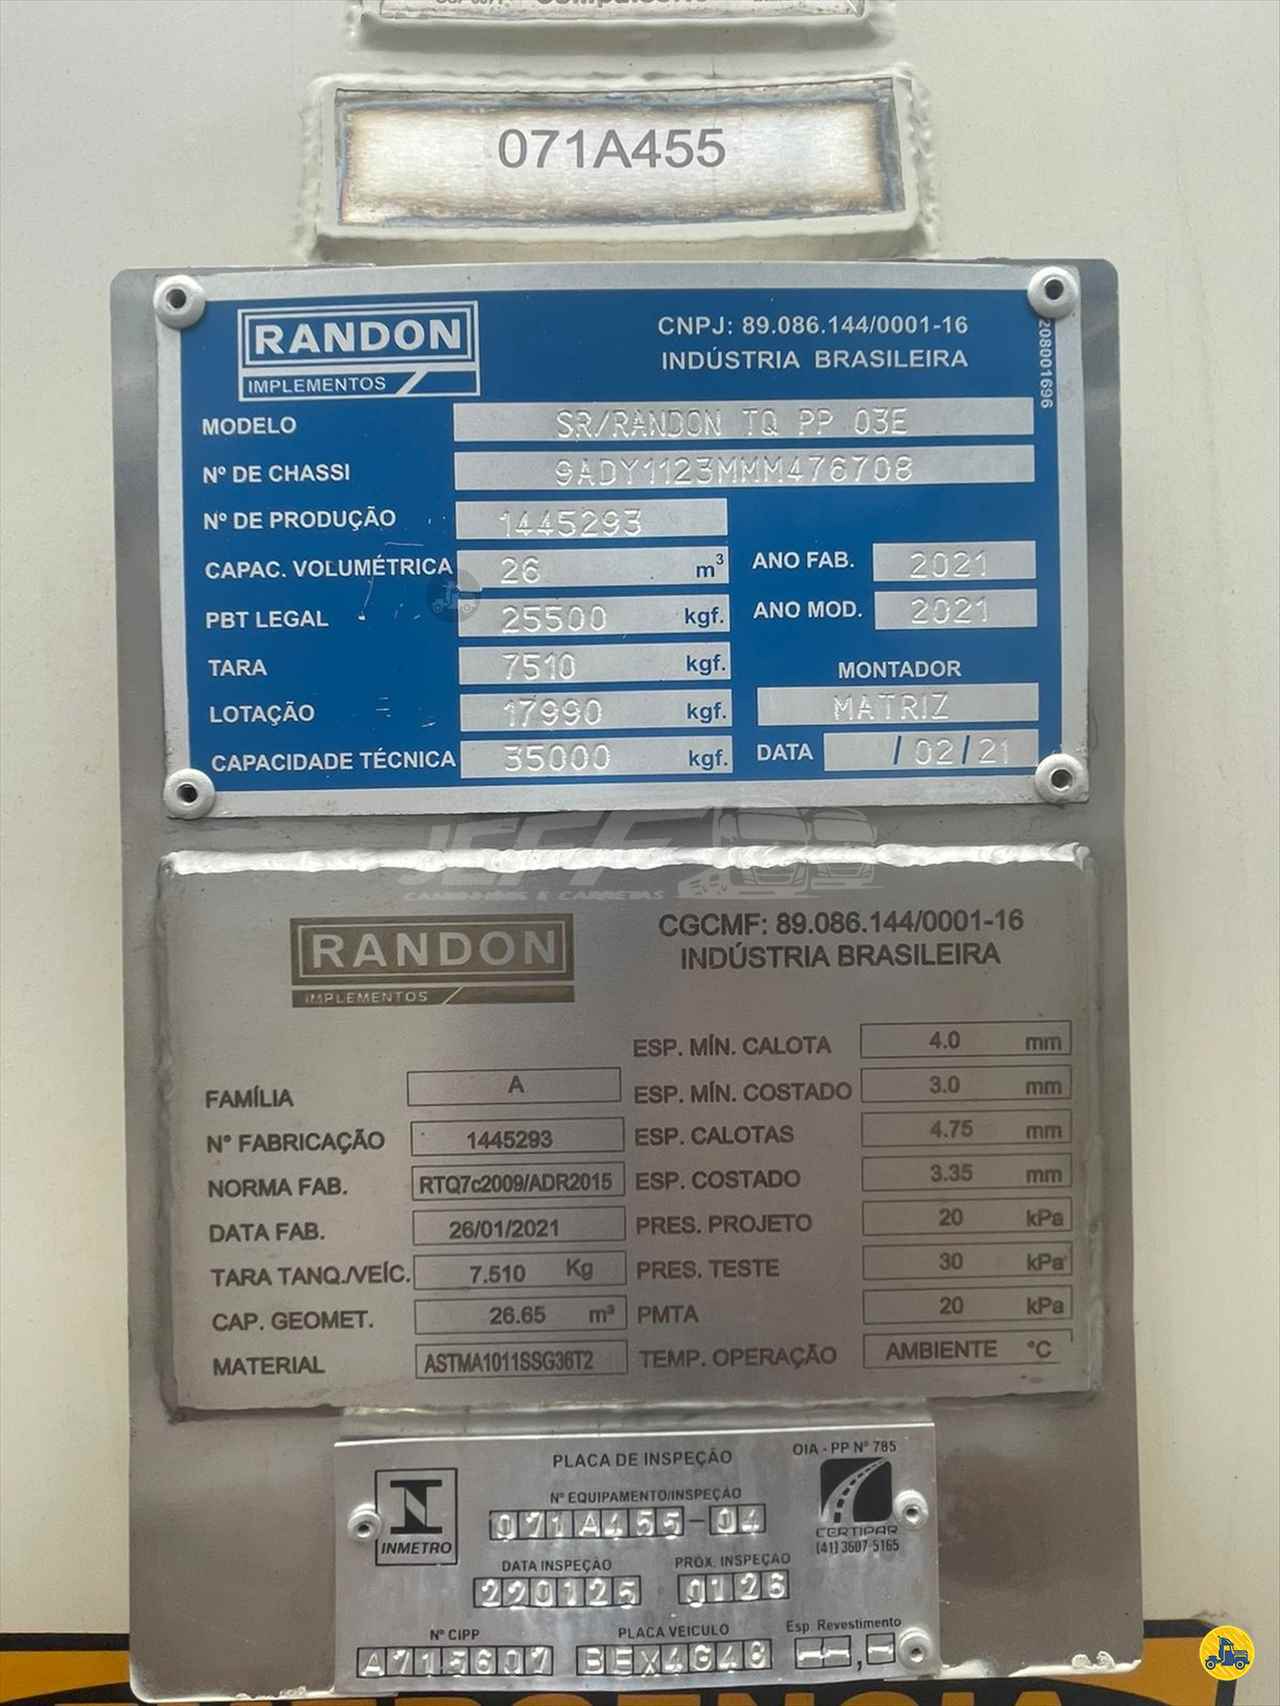 071A455
RANDON
IMPLEMENTOS
CNPJ: 89.086.144/0001-16
INDÚSTRIA BRASILEIRA
208001696
MODELO SR/RANDON TQ PP 03E
Nº DE CHASSI 9ADY1123MMM476708
Nº DE PRODUÇÃO 1445293
CAPAC. VOLUMÉTRICA 26 m³ ANO FAB. 2021
PBT LEGAL 25500 kgf. ANO MOD. 2021
TARA 7510 kgf. MONTADOR
LOTAÇÃO 17990 kgf. MATRIZ
CAPACIDADE TÉCNICA 35000 kgf. DATA /02/21
JEFF
CAMINHÕES E CARRETAS
RANDON
IMPLEMENTOS
CGCMF: 89.086.144/0001-16
INDÚSTRIA BRASILEIRA
ESP. MÍN. CALOTA 4.0 mm
FAMÍLIA A ESP. MÍN. COSTADO 3.0 mm
Nº FABRICAÇÃO 1445293 ESP. CALOTAS 4.75 mm
NORMA FAB. RTQ7c2009/ADR2015 ESP. COSTADO 3.35 mm
DATA FAB. 26/01/2021 PRES. PROJETO 20 kPa
TARA TANQ./VEÍC. 7.510 Kg PRES. TESTE 30 kPa
CAP. GEOMET. 26.65 m³ PMTA 20 kPa
MATERIAL ASTMA1011SSG36T2 TEMP. OPERAÇÃO AMBIENTE °C
PLACA DE INSPEÇÃO OIA - PP Nº 785
Nº EQUIPAMENTO/INSPEÇÃO
071A455-04
INMETRO
CERTIPAR
(41) 3607-5165
DATA INSPEÇÃO PRÓX. INSPEÇÃO
220125 0126
Nº CIPP PLACA VEICULO Esp. Revestimento
A715607 BEX4G48 --,-